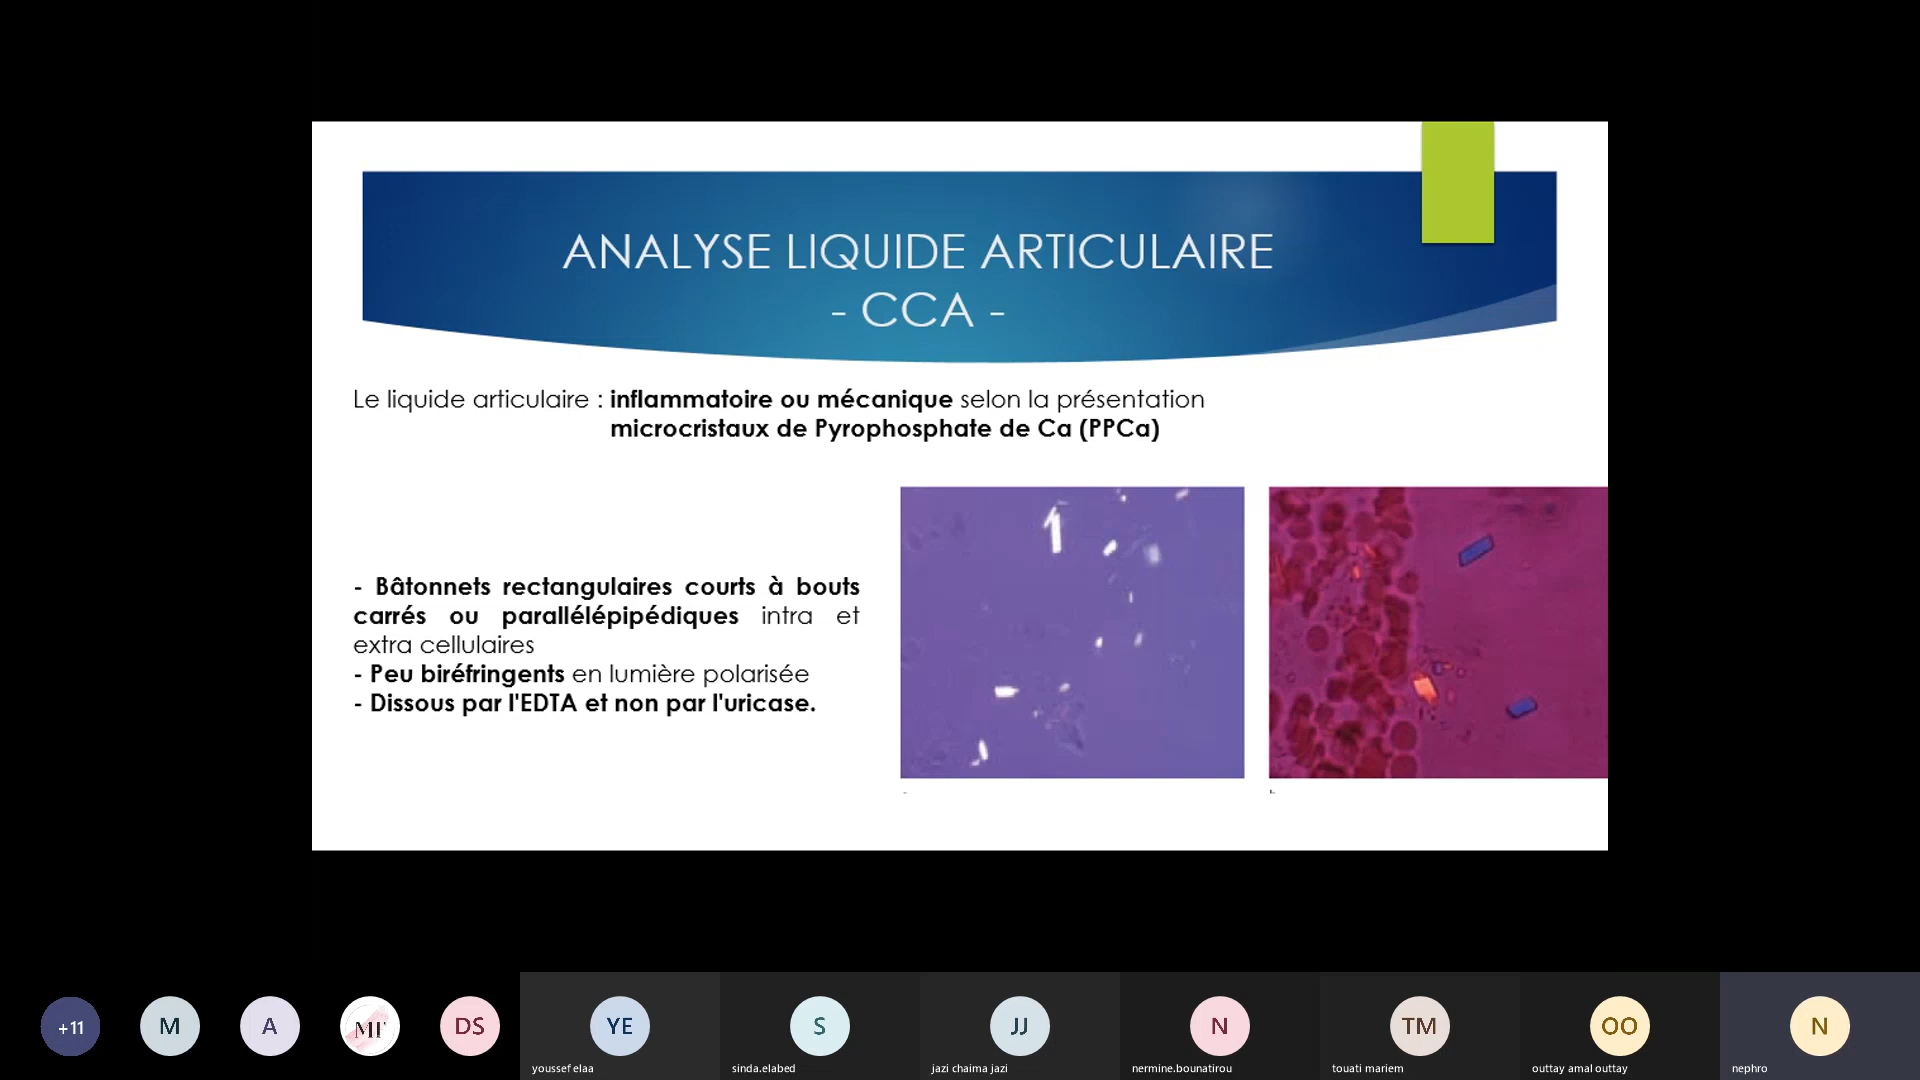 ANALYSE LIQUIDE ARTICULAIRE
- CCA -
Le liquide articulaire : inflammatoire ou mécanique selon la présentation
microcristaux de Pyrophosphate de Ca (PPCa)
- Bâtonnets rectangulaires courts à bouts
carrés ou parallélépipédiques intra et
extra cellulaires
- Peu biréfringents en lumière polarisée
- Dissous par l'EDTA et non par l'uricase.
+11
M
A
DS
YE
S
JJ
N
TM
OO
N
youssef elaa
sinda.elabed
jazi chaima jazi
nermine.bounatirou
touati mariem
outtay amal outtay
nephro